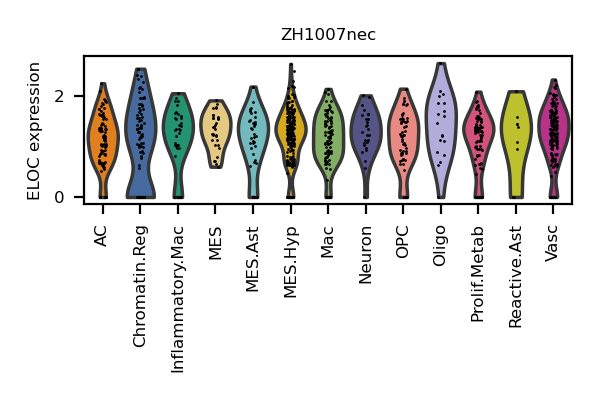 ZH1007nec
ELOC expression
2
0
AC
Chromatin.Reg
Inflammatory.Mac
MES
MES.Ast
MES.Hyp
Mac
Neuron
OPC
Oligo
Prolif.Metab
Reactive.Ast
Vasc